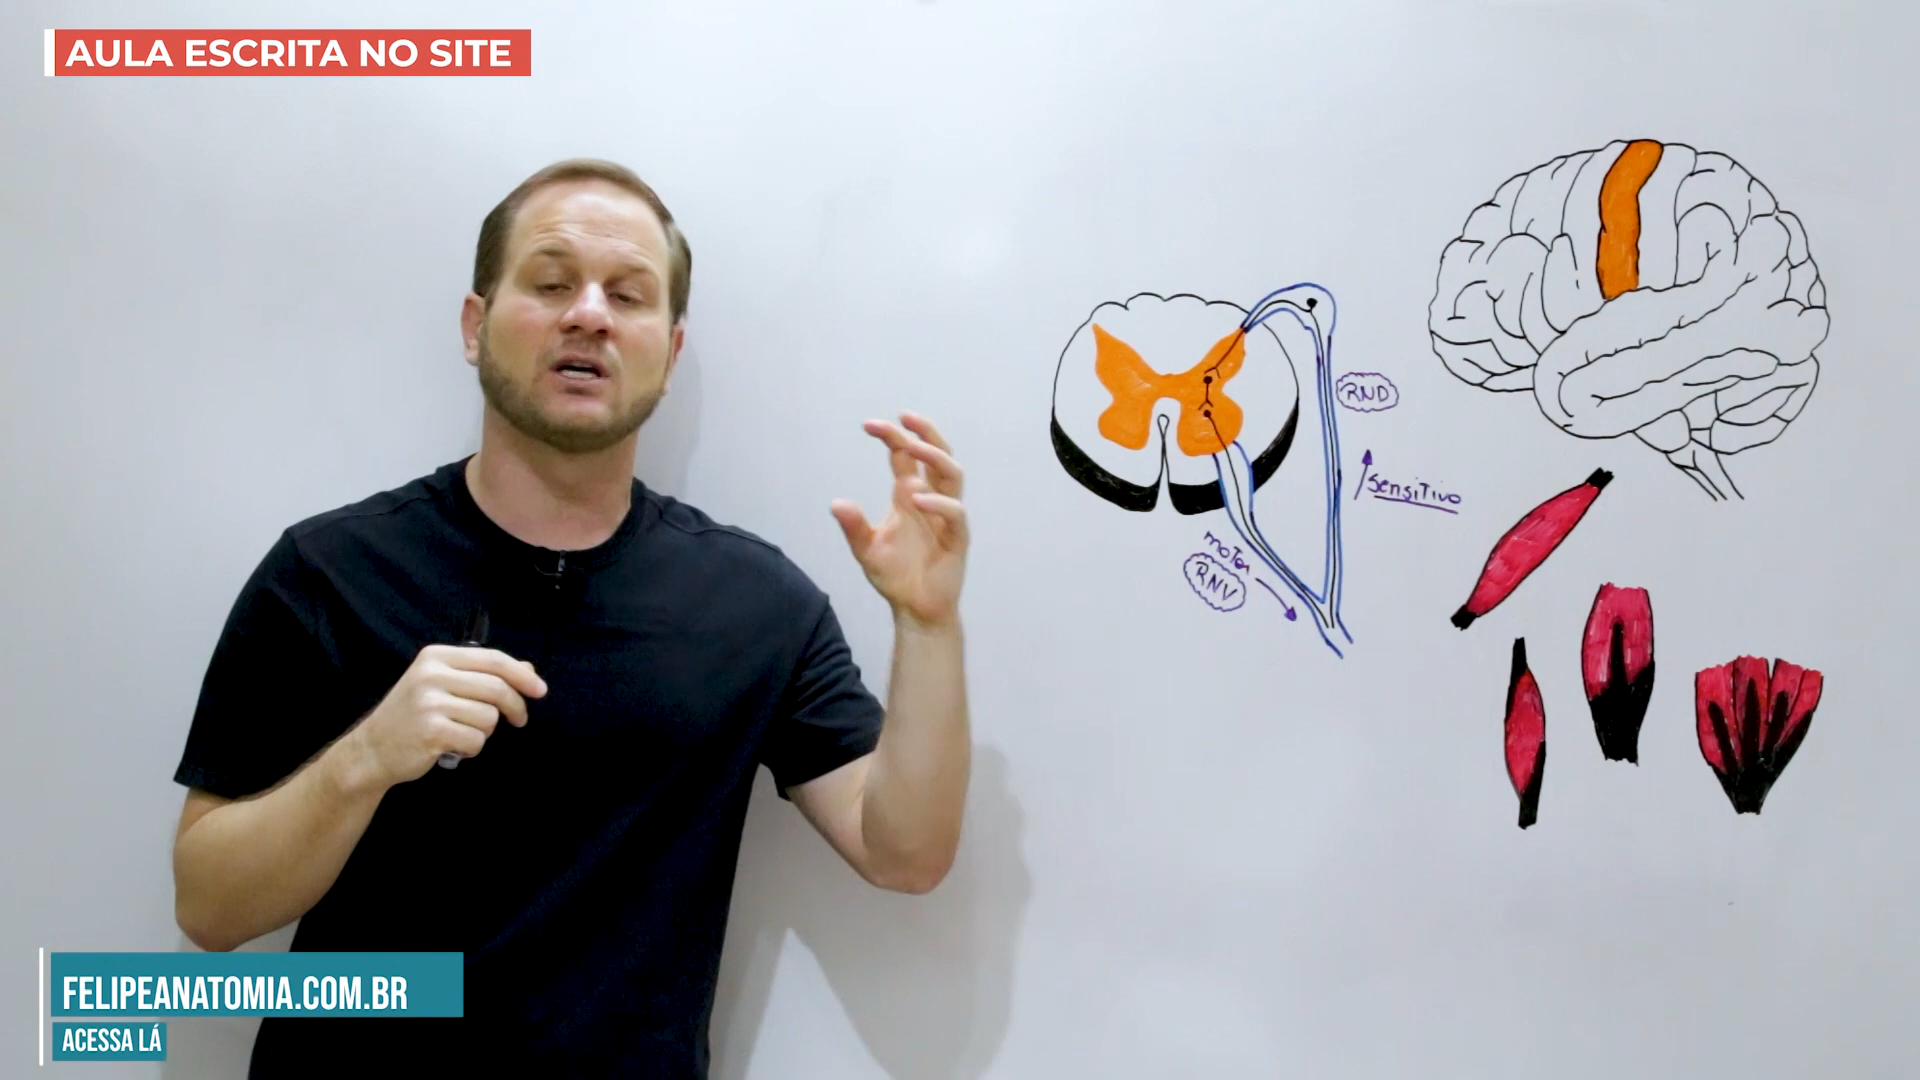 AULA ESCRITA NO SITE
RND
Sensitivo
motor
RNV
FELIPEANATOMIA.COM.BR
ACESSA LÁ